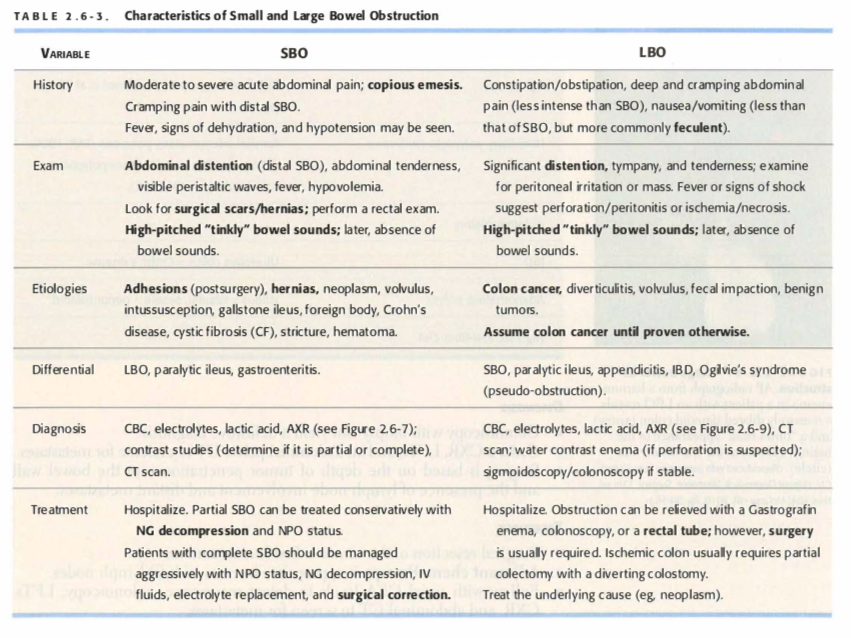 TABLE 2.6-3. Characteristics of Small and Large Bowel Obstruction
VARIABLE SBO LBO
History
Moderate to severe acute abdominal pain; copious emesis.
Cramping pain with distal SBO.
Fever, signs of dehydration, and hypotension may be seen.
Constipation/obstipation, deep and cramping abdominal
pain (less intense than SBO), nausea/vomiting (less than
that of SBO, but more commonly feculent).
Exam
Abdominal distention (distal SBO), abdominal tenderness,
visible peristaltic waves, fever, hypovolemia.
Look for surgical scars/hernias; perform a rectal exam.
High-pitched "tinkly" bowel sounds; later, absence of
bowel sounds.
Significant distention, tympany, and tenderness; examine
for peritoneal irritation or mass. Fever or signs of shock
suggest perforation/peritonitis or ischemia/necrosis.
High-pitched "tinkly" bowel sounds; later, absence of
bowel sounds.
Etiologies
Adhesions (postsurgery), hernias, neoplasm, volvulus,
intussusception, gallstone ileus, foreign body, Crohn's
disease, cystic fibrosis (CF), stricture, hematoma.
Colon cancer, diverticulitis, volvulus, fecal impaction, benign
tumors.
Assume colon cancer until proven otherwise.
Differential
LBO, paralytic ileus, gastroenteritis.
SBO, paralytic ileus, appendicitis, IBD, Ogilvie's syndrome
(pseudo-obstruction).
Diagnosis
CBC, electrolytes, lactic acid, AXR (see Figure 2.6-7);
contrast studies (determine if it is partial or complete),
CT scan.
CBC, electrolytes, lactic acid, AXR (see Figure 2.6-9), CT
scan; water contrast enema (if perforation is suspected);
sigmoidoscopy/colonoscopy if stable.
Treatment
Hospitalize. Partial SBO can be treated conservatively with
NG decompression and NPO status.
Patients with complete SBO should be managed
aggressively with NPO status, NG decompression, IV
fluids, electrolyte replacement, and surgical correction.
Hospitalize. Obstruction can be relieved with a Gastrografin
enema, colonoscopy, or a rectal tube; however, surgery
is usually required. Ischemic colon usually requires partial
colectomy with a diverting colostomy.
Treat the underlying cause (eg, neoplasm).